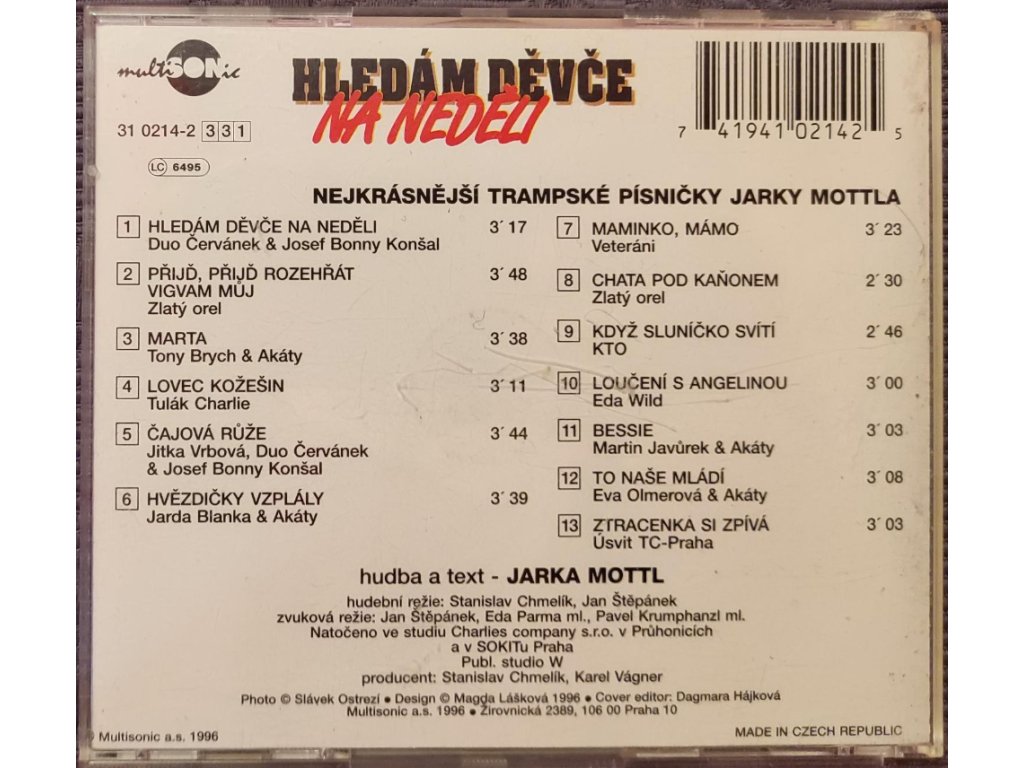 multiSONic
HLEDÁM DĚVČE
NA NEDĚLI
31 0214-2 331
LC 6495
7 41941 02142 5
NEJKRÁSNĚJŠÍ TRAMPSKÉ PÍSNIČKY JARKY MOTTLA
1 HLEDÁM DĚVČE NA NEDĚLI 3´ 17
Duo Červánek & Josef Bonny Konšal
2 PŘIJĎ, PŘIJĎ ROZEHŘÁT 3´ 48
VIGVAM MŮJ
Zlatý orel
3 MARTA 3´ 38
Tony Brych & Akáty
4 LOVEC KOŽEŠIN 3´ 11
Tulák Charlie
5 ČAJOVÁ RŮŽE 3´ 44
Jitka Vrbová, Duo Červánek
& Josef Bonny Konšal
6 HVĚZDIČKY VZPLÁLY 3´ 39
Jarda Blanka & Akáty
7 MAMINKO, MÁMO 3´ 23
Veteráni
8 CHATA POD KAŇONEM 2´ 30
Zlatý orel
9 KDYŽ SLUNÍČKO SVÍTÍ 2´ 46
KTO
10 LOUČENÍ S ANGELINOU 3´ 00
Eda Wild
11 BESSIE 3´ 03
Martin Javůrek & Akáty
12 TO NAŠE MLÁDÍ 3´ 08
Eva Olmerová & Akáty
13 ZTRACENKA SI ZPÍVÁ 3´ 03
Úsvit TC-Praha
hudba a text - JARKA MOTTL
hudební režie: Stanislav Chmelík, Jan Štěpánek
zvuková režie: Jan Štěpánek, Eda Parma ml., Pavel Krumphanzl ml.
Natočeno ve studiu Charlies company s.r.o. v Průhonicích
a v SOKITu Praha
Publ. studio W
producent: Stanislav Chmelík, Karel Vágner
Photo © Slávek Ostrezí ● Design © Magda Lášková 1996 ● Cover editor: Dagmara Hájková
Multisonic a.s. 1996 ● Žirovnická 2389, 106 00 Praha 10
Multisonic a.s. 1996
MADE IN CZECH REPUBLIC